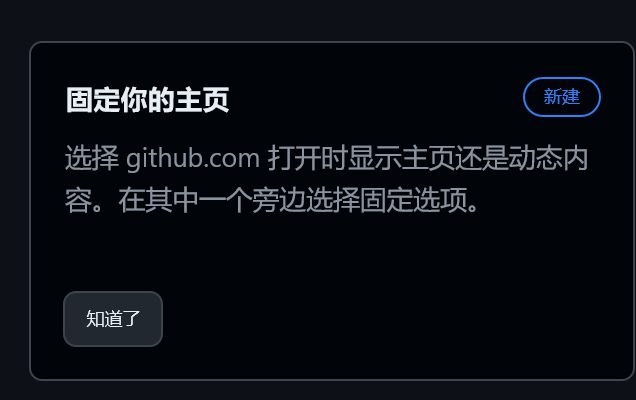 固定你的主页
新建
选择 github.com 打开时显示主页还是动态内
容。在其中一个旁边选择固定选项。
知道了